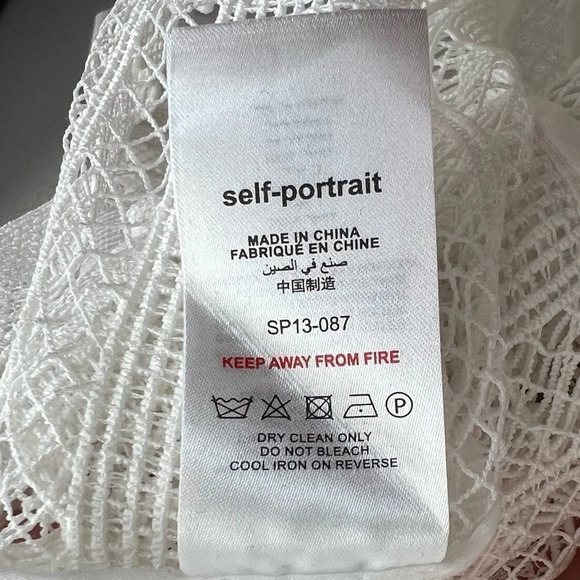 self-portrait
MADE IN CHINA
FABRIQUÉ EN CHINE
صنع في الصين
中国制造
SP13-087
KEEP AWAY FROM FIRE
P
DRY CLEAN ONLY
DO NOT BLEACH
COOL IRON ON REVERSE